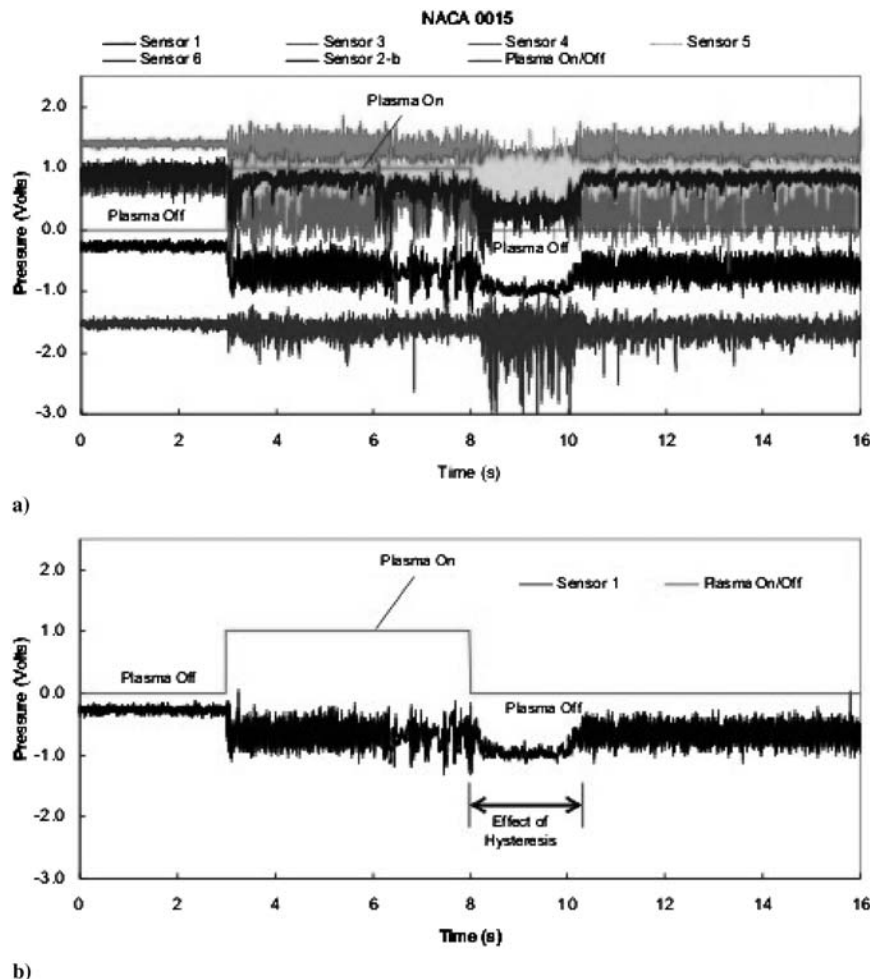 NACA 0015
Sensor 1 Sensor 3 Sensor 4 Sensor 5
Sensor 6 Sensor 2-b Plasma On/Off
Plasma On
Plasma Off
Plasma Off
Pressure (Volts)
2.0
1.0
0.0
-1.0
-2.0
-3.0
0 2 4 6 8 10 12 14 16
Time (s)
a)
Plasma On
Sensor 1 Plasma On/Off
Plasma Off
Plasma Off
Effect of
Hysteresis
Pressure (Volts)
2.0
1.0
0.0
-1.0
-2.0
-3.0
0 2 4 6 8 10 12 14 16
Time (s)
b)